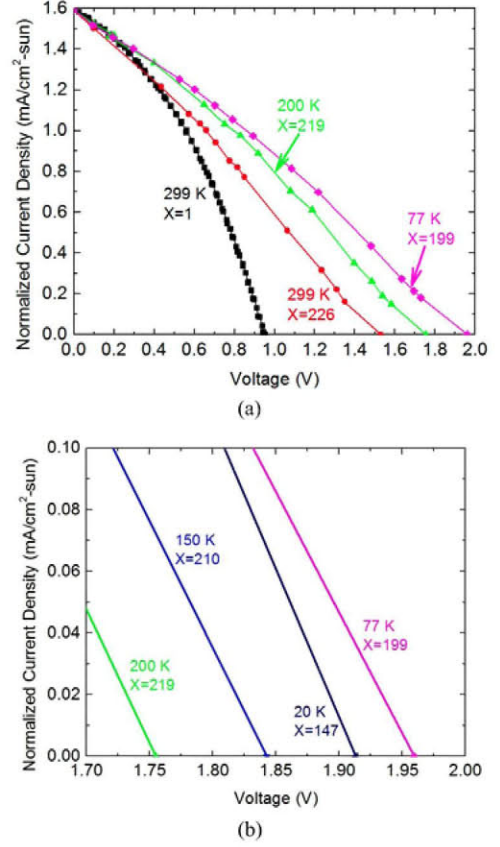 1.6
1.4
1.2
1.0
0.8
0.6
0.4
0.2
0.0
Normalized Current Density (mA/cm²-sun)
200 K
X=219
299 K
X=1
77 K
X=199
299 K
X=226
0.0 0.2 0.4 0.6 0.8 1.0 1.2 1.4 1.6 1.8 2.0
Voltage (V)
(a)
0.10
0.08
0.06
0.04
0.02
0.00
Normalized Current Density (mA/cm²-sun)
150 K
X=210
77 K
X=199
200 K
X=219
20 K
X=147
1.70 1.75 1.80 1.85 1.90 1.95 2.00
Voltage (V)
(b)